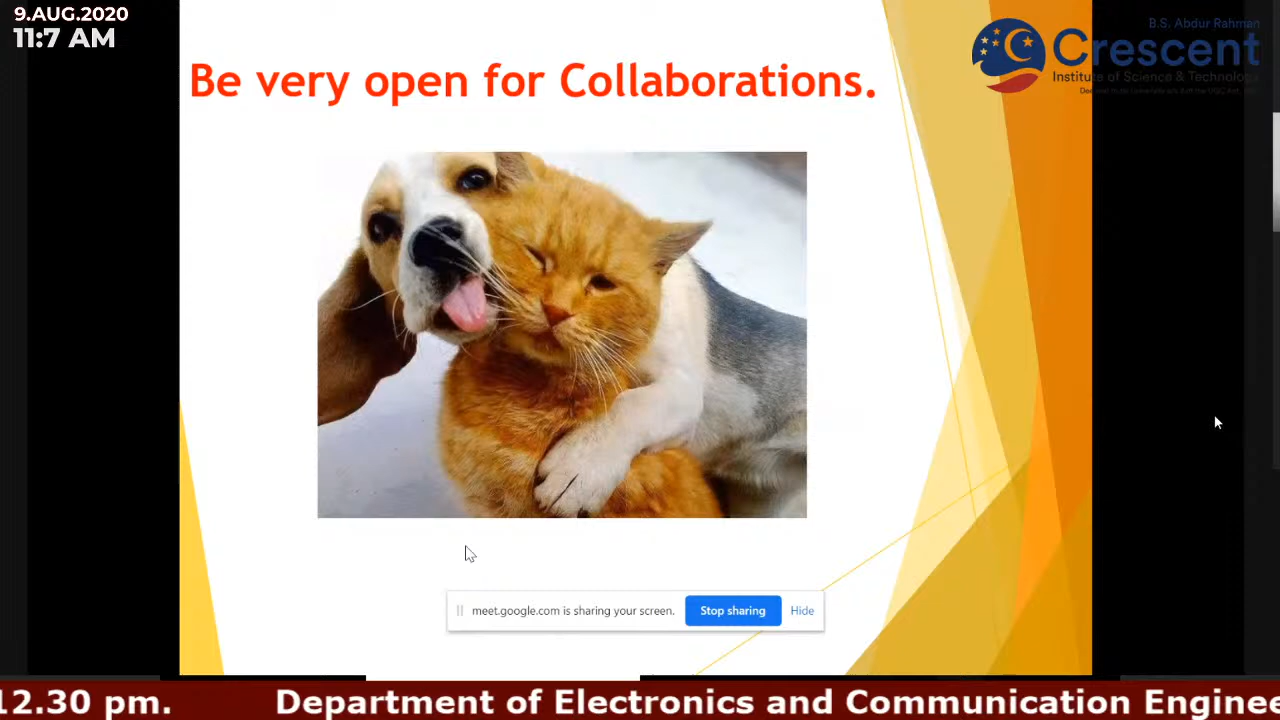 9.AUG.2020
11:7 AM
B.S. Abdur Rahman
Crescent
Institute of Science & Technology
Be very open for Collaborations.
meet.google.com is sharing your screen.
Stop sharing
Hide
12.30 pm.
Department of Electronics and Communication Enginee